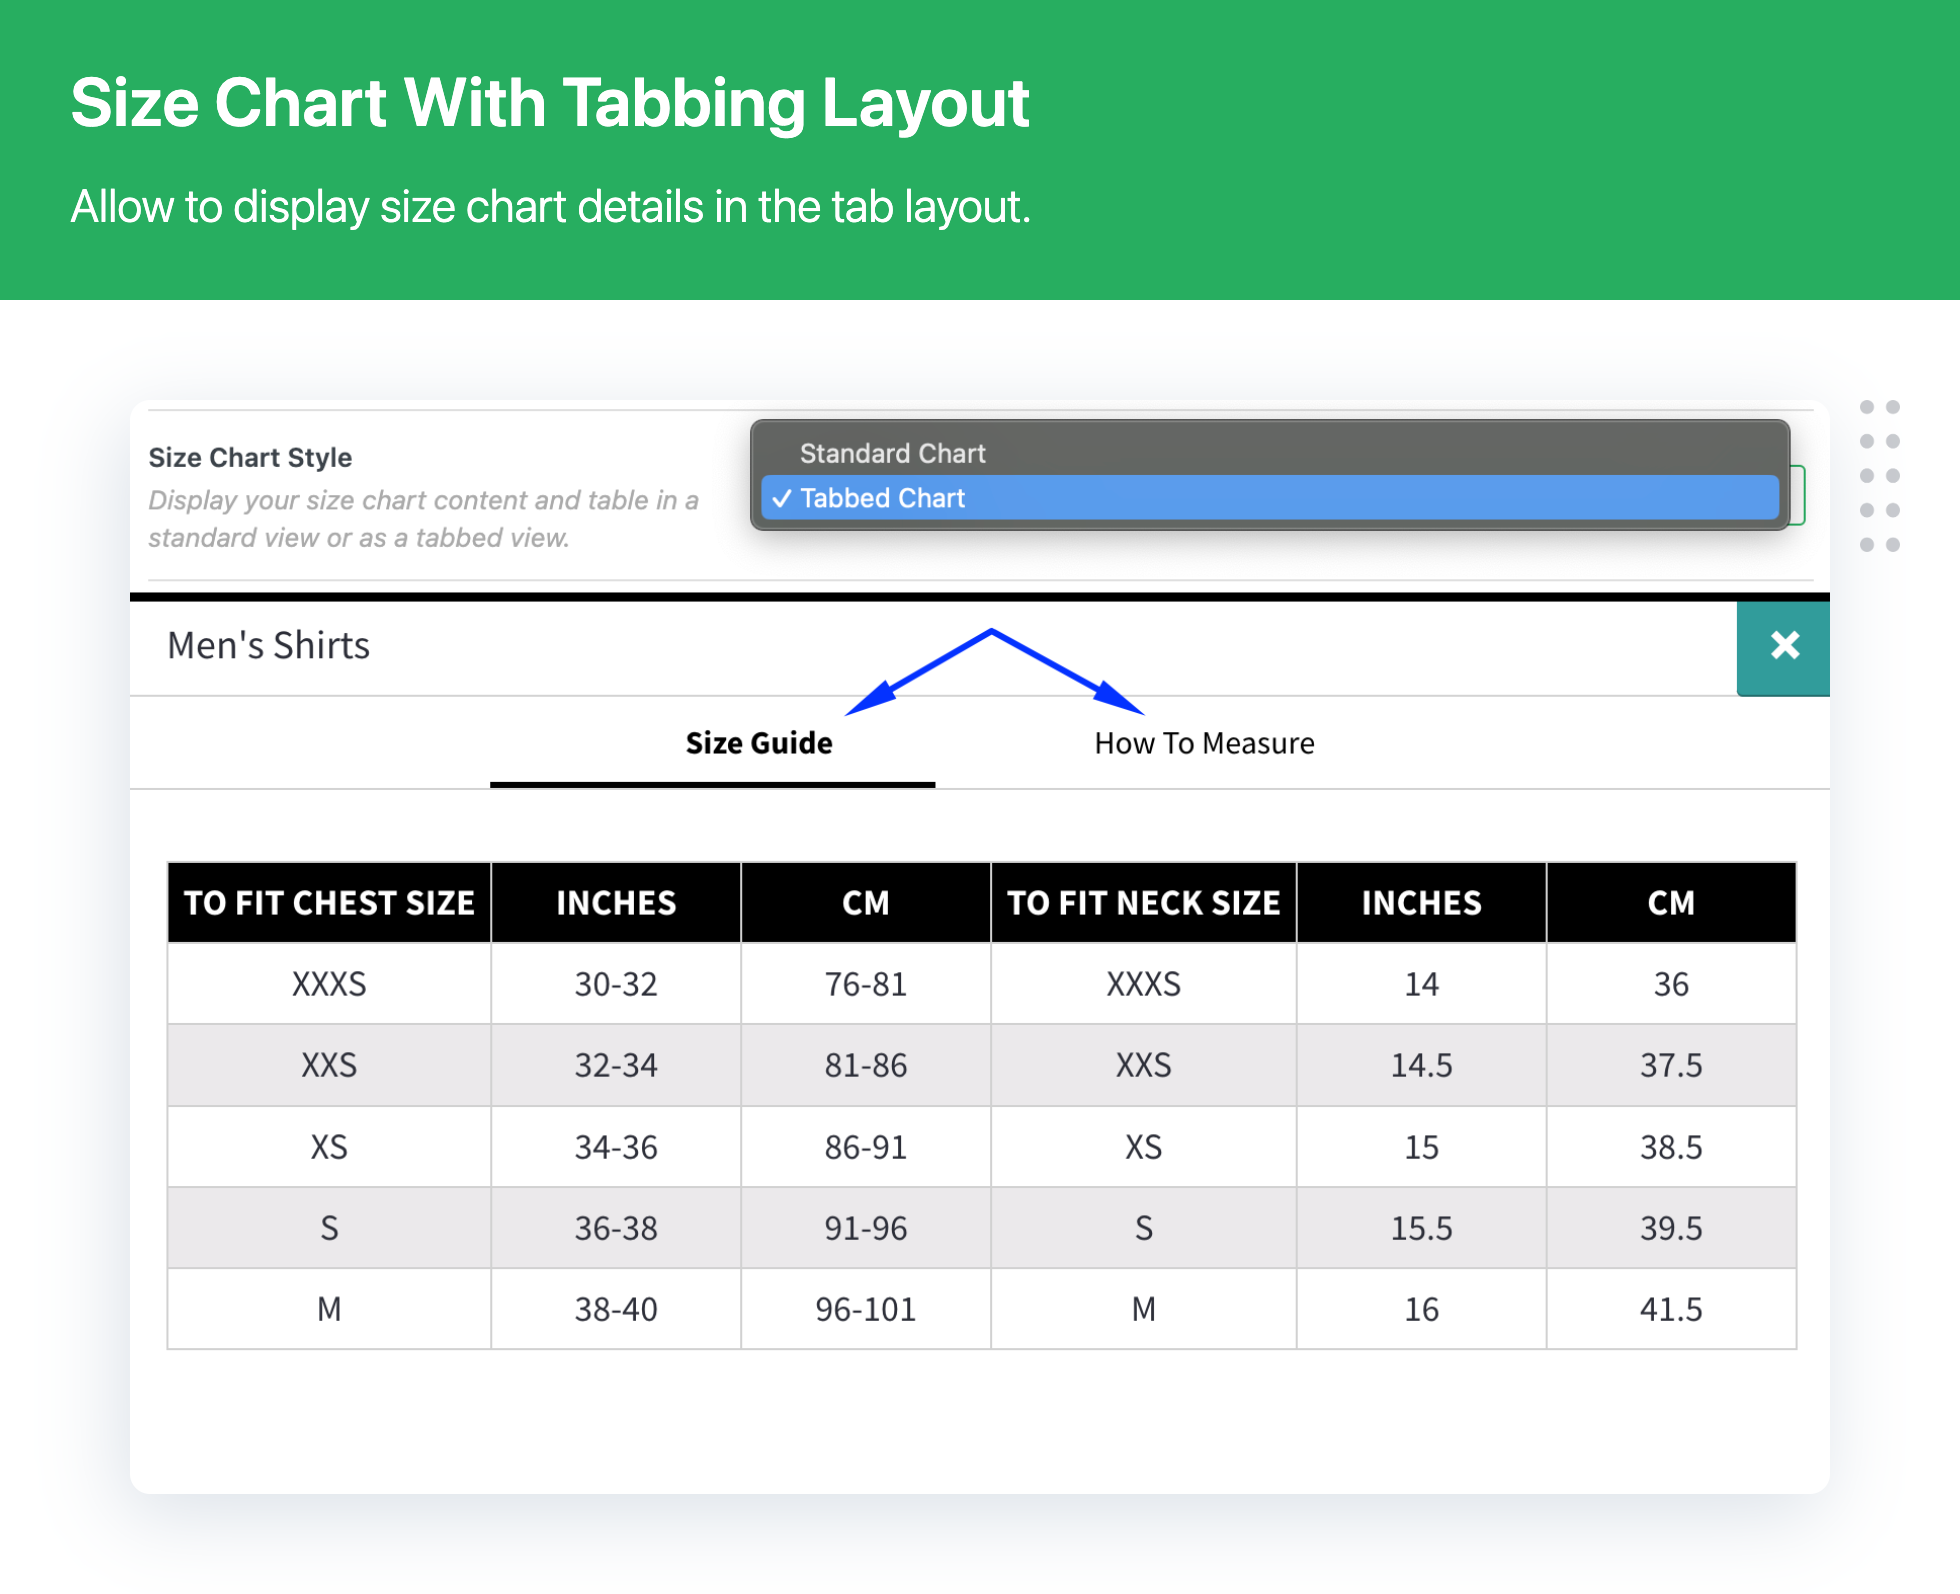 Size Chart With Tabbing Layout
Allow to display size chart details in the tab layout.
Size Chart Style
Display your size chart content and table in a
standard view or as a tabbed view.
Standard Chart
✓ Tabbed Chart
Men's Shirts
Size Guide How To Measure
TO FIT CHEST SIZE INCHES CM TO FIT NECK SIZE INCHES CM
XXXS 30-32 76-81 XXXS 14 36
XXS 32-34 81-86 XXS 14.5 37.5
XS 34-36 86-91 XS 15 38.5
S 36-38 91-96 S 15.5 39.5
M 38-40 96-101 M 16 41.5